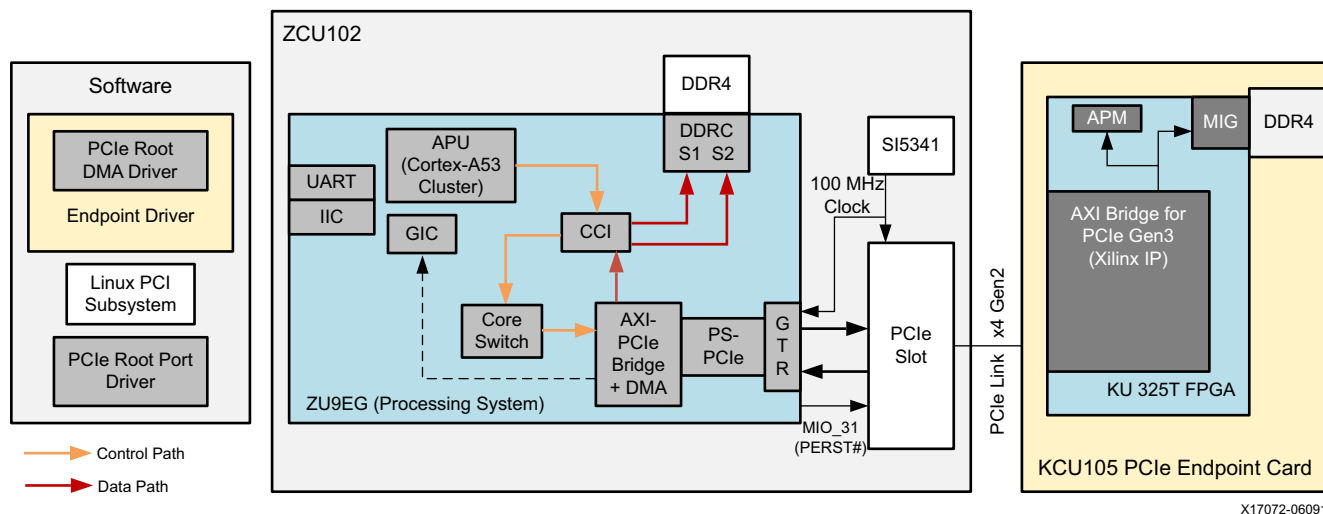 Software
PCIe Root
DMA Driver
Endpoint Driver
Linux PCI
Subsystem
PCIe Root Port
Driver
Control Path
Data Path
ZCU102
DDR4
DDRC
S1 S2
APU
(Cortex-A53
Cluster)
UART
IIC
GIC
CCI
Core
Switch
AXI-
PCIe
Bridge
+ DMA
PS-
PCIe
G
T
R
ZU9EG (Processing System)
SI5341
100 MHz
Clock
PCIe
Slot
MIO_31
(PERST#)
PCIe Link x4 Gen2
APM
MIG
DDR4
AXI Bridge for
PCIe Gen3
(Xilinx IP)
KU 325T FPGA
KCU105 PCIe Endpoint Card
X17072-06091